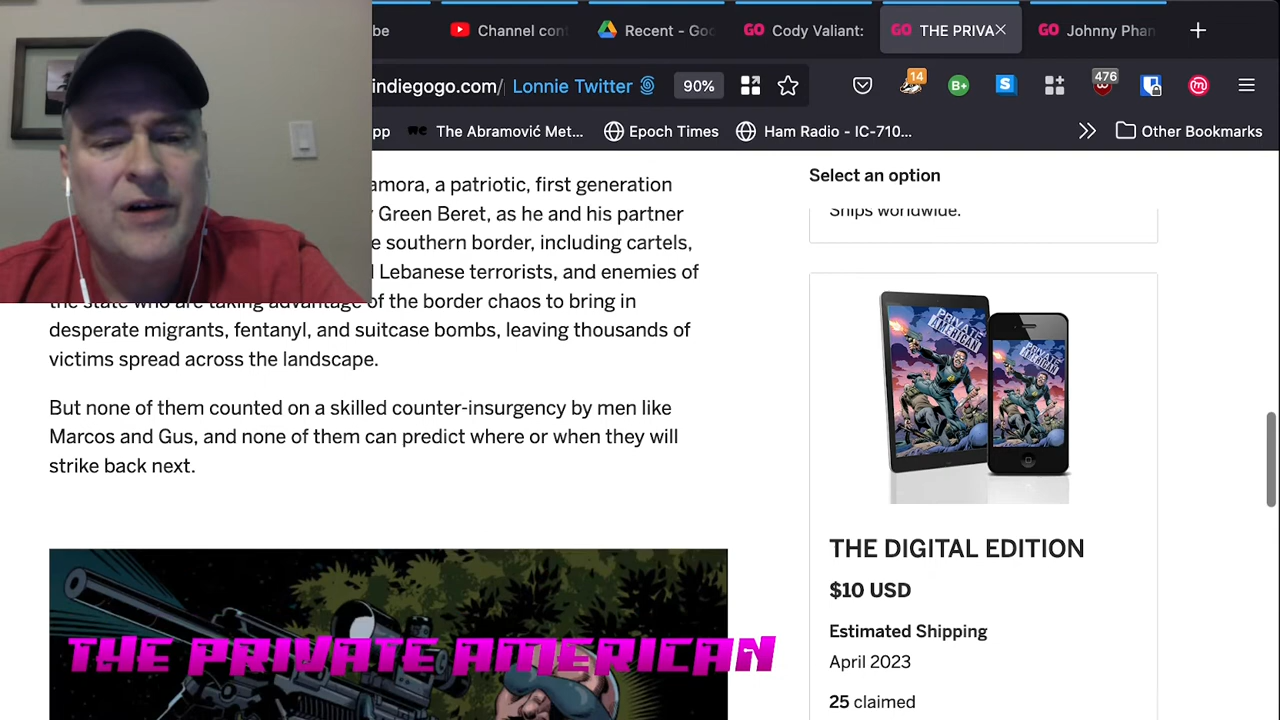 be
Channel con
Recent - Goo
GO Cody Valiant:
GO THE PRIVA
GO Johnny Phan
indiegogo.com/
Lonnie Twitter
90%
14
B+
S
476
m
pp
The Abramović Met...
Epoch Times
Ham Radio - IC-710...
Other Bookmarks
amora, a patriotic, first generation
Green Beret, as he and his partner
e southern border, including cartels,
Lebanese terrorists, and enemies of
the state who are taking advantage of the border chaos to bring in
desperate migrants, fentanyl, and suitcase bombs, leaving thousands of
victims spread across the landscape.
But none of them counted on a skilled counter-insurgency by men like
Marcos and Gus, and none of them can predict where or when they will
strike back next.
THE PRIVATE AMERICAN
Select an option
Ships worldwide.
PRIVATE
AMERICAN
PRIVATE
AMERICAN
THE DIGITAL EDITION
$10 USD
Estimated Shipping
April 2023
25 claimed